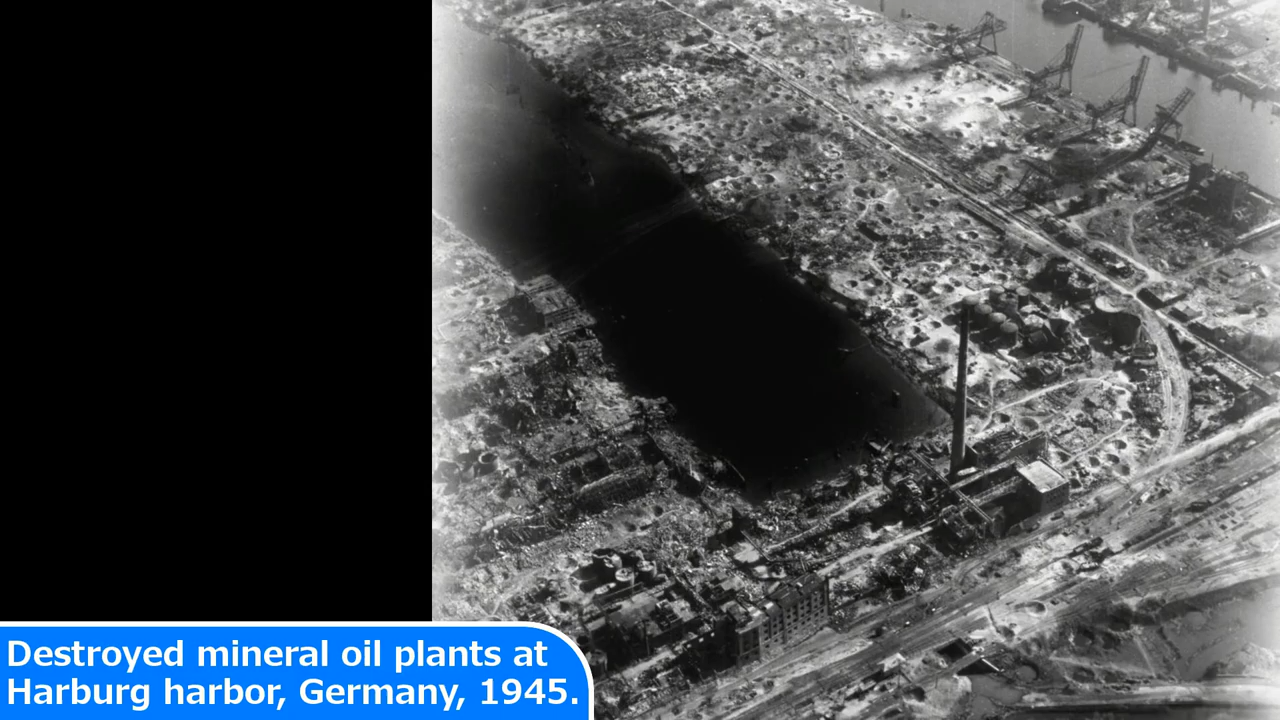 Destroyed mineral oil plants at
Harburg harbor, Germany, 1945.